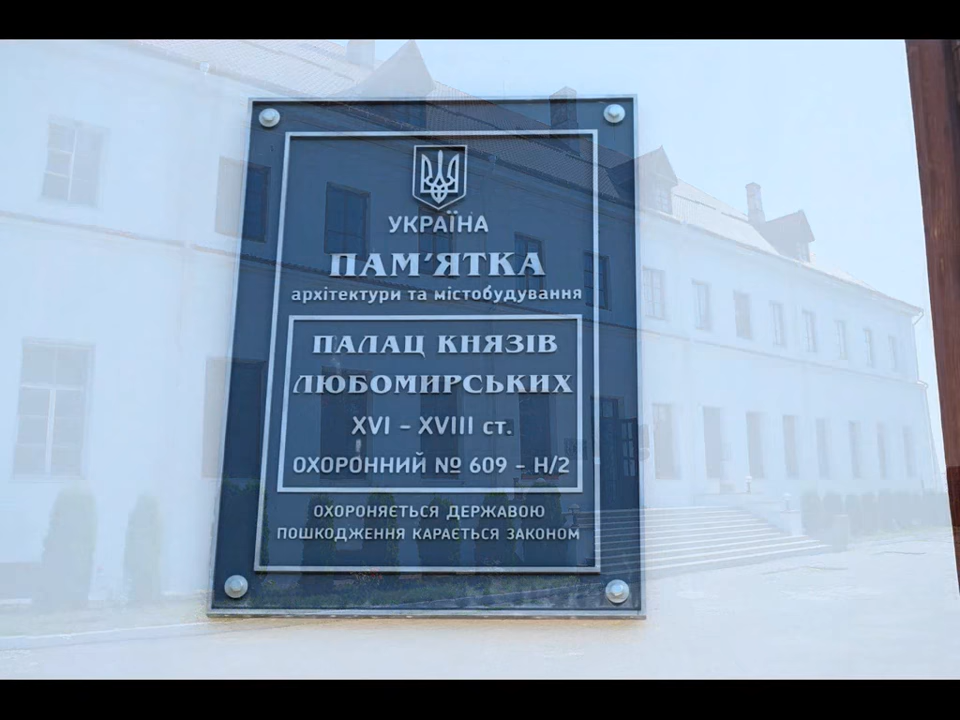 УКРАЇНА
ПАМ'ЯТКА
архітектури та містобудування
ПАЛАЦ КНЯЗІВ
ЛЮБОМИРСЬКИХ
XVI – XVIII ст.
ОХОРОННИЙ № 609 – Н/2
ОХОРОНЯЄТЬСЯ ДЕРЖАВОЮ
ПОШКОДЖЕННЯ КАРАЄТЬСЯ ЗАКОНОМ